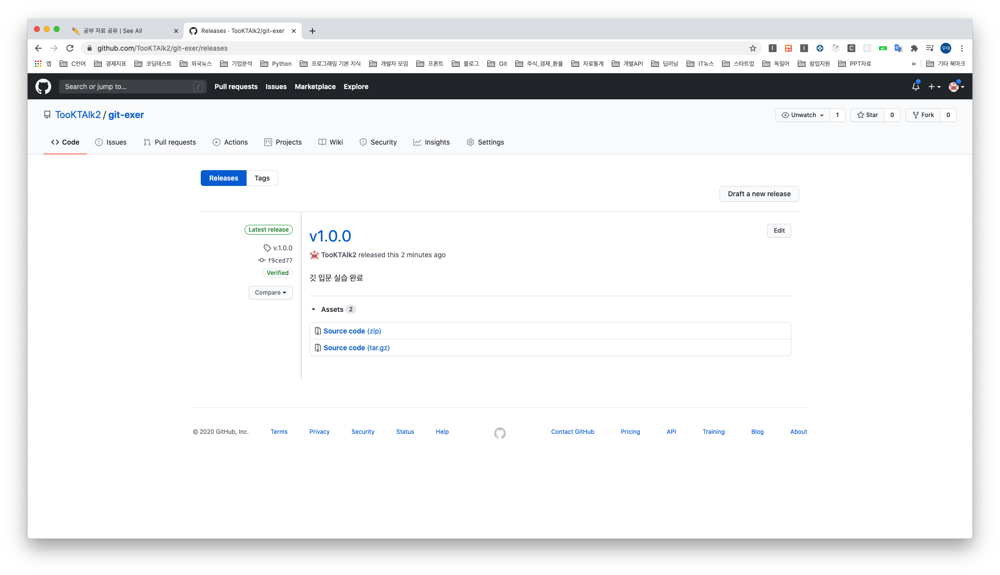 공부 자료 공유 | See All
Releases · TooKTAlk2/git-exer
github.com/TooKTAlk2/git-exer/releases
앱 C언어 경제지표 코딩테스트 외국뉴스 기업분석 Python 프로그래밍 기본 지식 개발자 모임 프론트 블로그 Git 주식_경제_환율 자료통계 개발API 딥러닝 IT뉴스 스타트업 독일어 창업지원 PPT자료 » 기타 북마크
Search or jump to... / Pull requests Issues Marketplace Explore
TooKTAlk2 / git-exer
Unwatch 1 Star 0 Fork 0
Code Issues Pull requests Actions Projects Wiki Security Insights Settings
Releases Tags
Draft a new release
Latest release
v.1.0.0
f9ced77
Verified
Compare
v1.0.0
Edit
TooKTAlk2 released this 2 minutes ago
깃 입문 실습 완료
Assets 2
Source code (zip)
Source code (tar.gz)
© 2020 GitHub, Inc. Terms Privacy Security Status Help Contact GitHub Pricing API Training Blog About